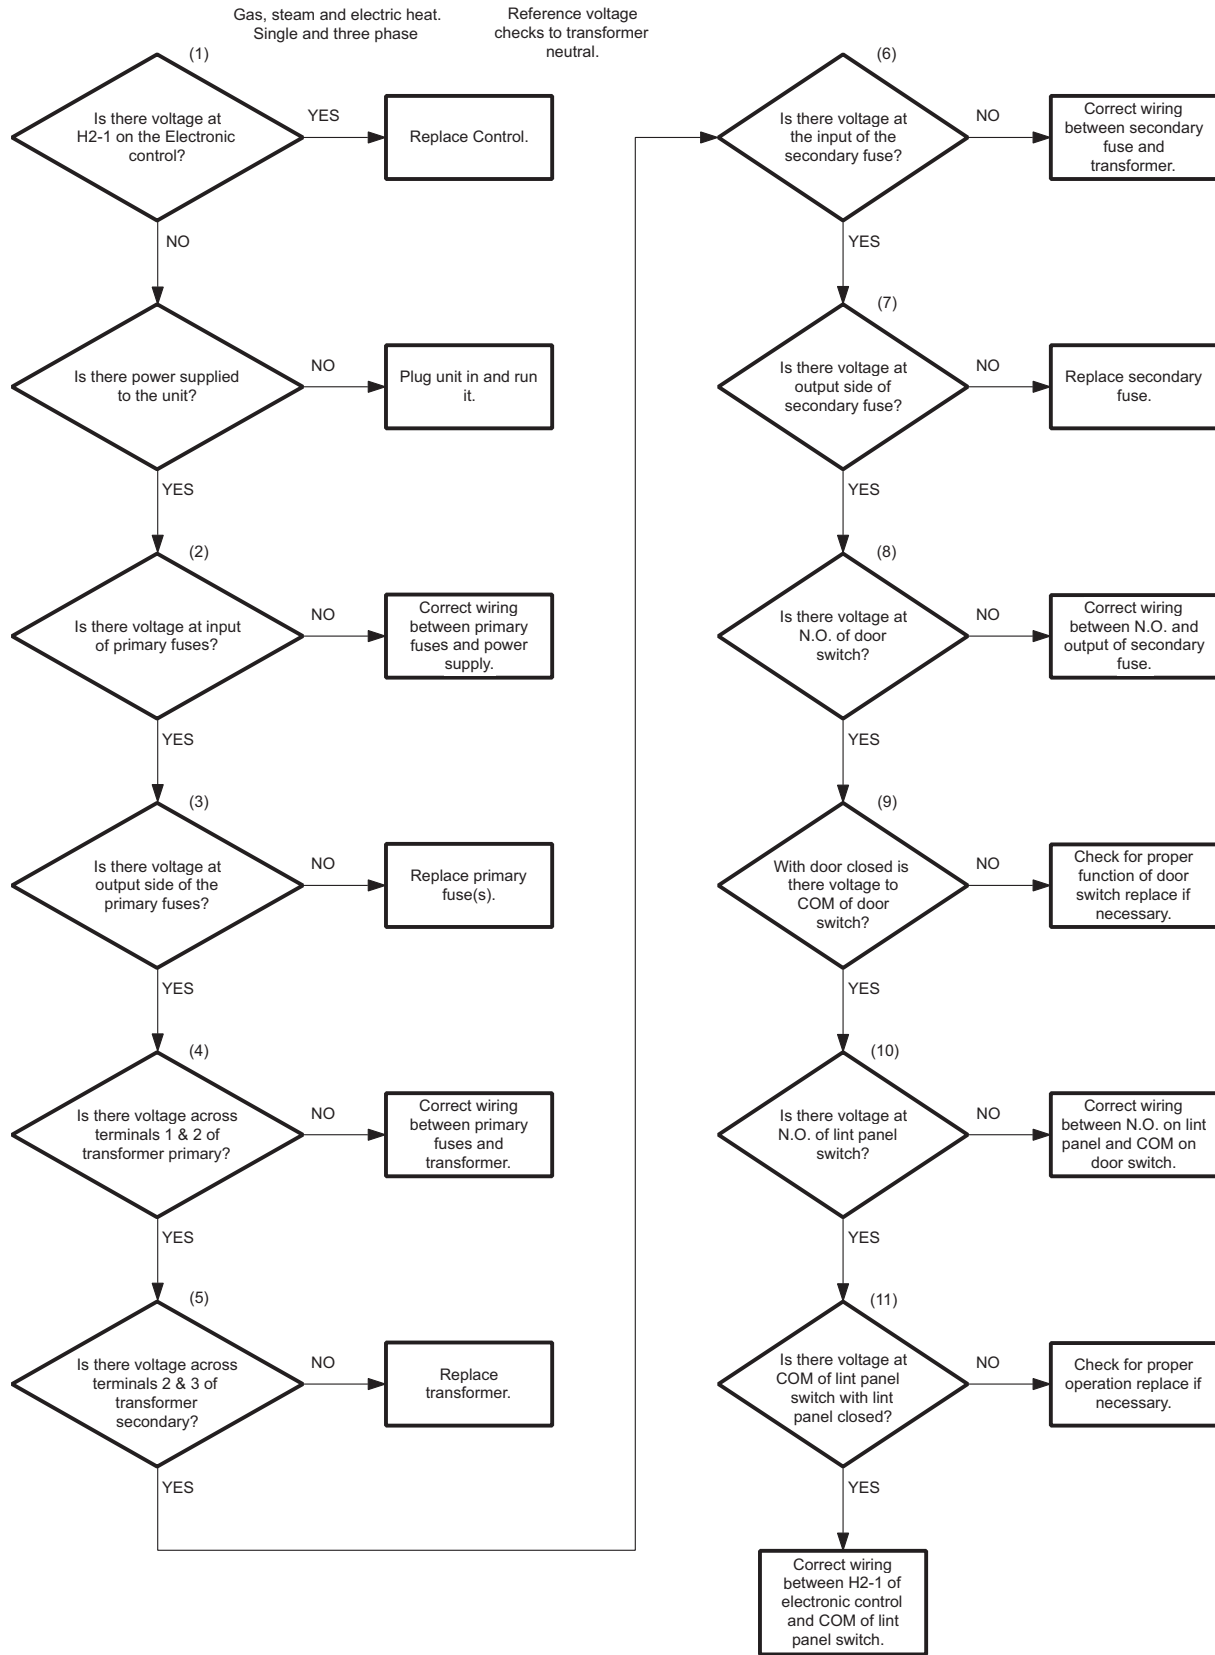 Gas, steam and electric heat.
Single and three phase
Reference voltage
checks to transformer
neutral.
(1)
Is there voltage at
H2-1 on the Electronic
control?
YES
Replace Control.
NO
Is there power supplied
to the unit?
NO
Plug unit in and run
it.
YES
(2)
Is there voltage at input
of primary fuses?
NO
Correct wiring
between primary
fuses and power
supply.
YES
(3)
Is there voltage at
output side of the
primary fuses?
NO
Replace primary
fuse(s).
YES
(4)
Is there voltage across
terminals 1 & 2 of
transformer primary?
NO
Correct wiring
between primary
fuses and
transformer.
YES
(5)
Is there voltage across
terminals 2 & 3 of
transformer
secondary?
NO
Replace
transformer.
YES
(6)
Is there voltage at
the input of the
secondary fuse?
NO
Correct wiring
between secondary
fuse and
transformer.
YES
(7)
Is there voltage at
output side of
secondary fuse?
NO
Replace secondary
fuse.
YES
(8)
Is there voltage at
N.O. of door
switch?
NO
Correct wiring
between N.O. and
output of secondary
fuse.
YES
(9)
With door closed is
there voltage to
COM of door
switch?
NO
Check for proper
function of door
switch replace if
necessary.
YES
(10)
Is there voltage at
N.O. of lint panel
switch?
NO
Correct wiring
between N.O. on lint
panel and COM on
door switch.
YES
(11)
Is there voltage at
COM of lint panel
switch with lint
panel closed?
NO
Check for proper
operation replace if
necessary.
YES
Correct wiring
between H2-1 of
electronic control
and COM of lint
panel switch.